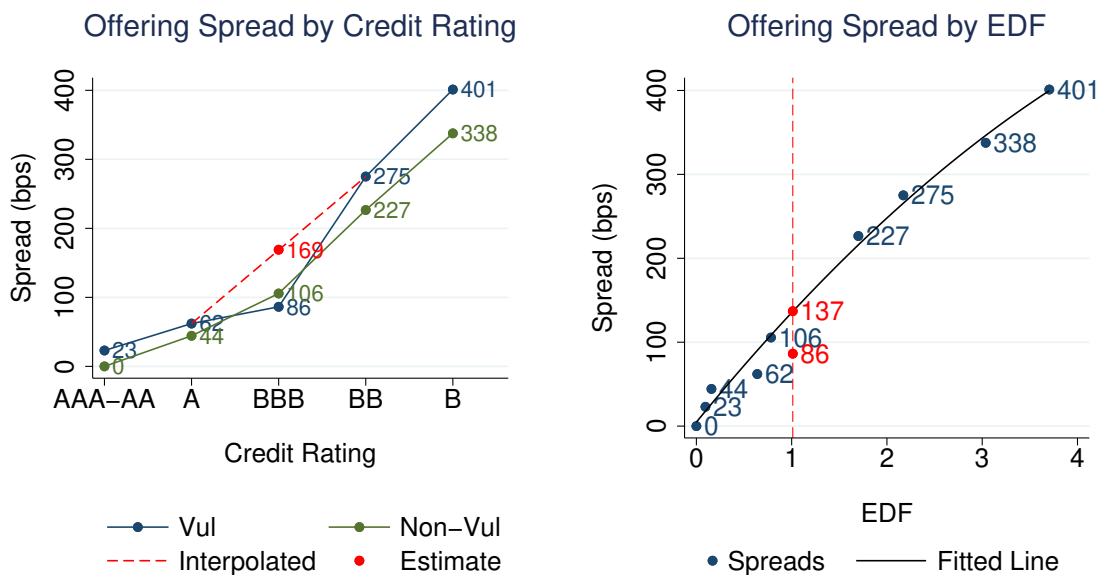 Offering Spread by Credit Rating
Spread (bps)
400
300
200
100
0
401
338
275
227
169
106
86
62
44
23
0
AAA−AA A BBB BB B
Credit Rating
Vul Non−Vul
Interpolated Estimate
Offering Spread by EDF
Spread (bps)
400
300
200
100
0
401
338
275
227
137
106
86
62
44
23
0
0 1 2 3 4
EDF
Spreads Fitted Line